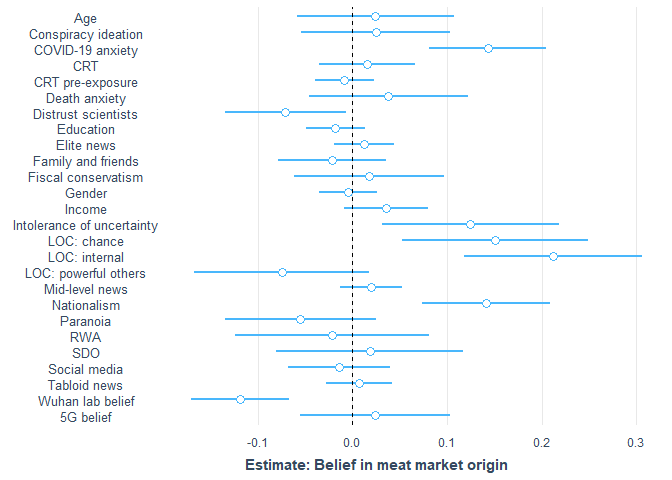 Age
Conspiracy ideation
COVID-19 anxiety
CRT
CRT pre-exposure
Death anxiety
Distrust scientists
Education
Elite news
Family and friends
Fiscal conservatism
Gender
Income
Intolerance of uncertainty
LOC: chance
LOC: internal
LOC: powerful others
Mid-level news
Nationalism
Paranoia
RWA
SDO
Social media
Tabloid news
Wuhan lab belief
5G belief
-0.1 0.0 0.1 0.2 0.3
Estimate: Belief in meat market origin